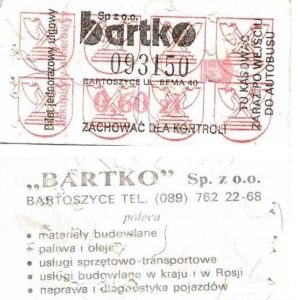 Sp z o.o.
bartko
093150
BARTOSZYCE UL. BEMA 40
0,60 zł
ZACHOWAĆ DLA KONTROLI
Bilet jednorazowy ulgowy
TU KASOWAĆ
ZARAZ PO WEJŚCIU
DO AUTOBUSU
„BARTKO” Sp. z o.o.
BARTOSZYCE TEL. (089) 762 22-68
poleca
• materiały budowlane
• paliwa i oleje
• usługi sprzętowo-transportowe
• usługi budowlane w kraju i w Rosji
• naprawa i diagnostyka pojazdów